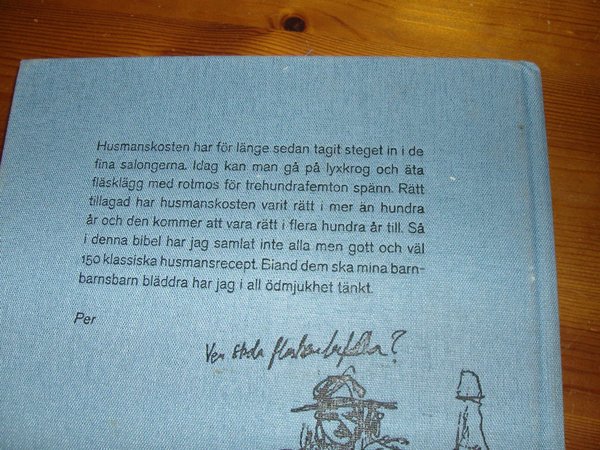 Husmanskosten har för länge sedan tagit steget in i de
fina salongerna. Idag kan man gå på lyxkrog och äta
fläsklägg med rotmos för trehundrafemton spänn. Rätt
tillagad har husmanskosten varit rätt i mer än hundra
år och den kommer att vara rätt i flera hundra år till. Så
i denna bibel har jag samlat inte alla men gott och väl
150 klassiska husmansrecept. Bland dem ska mina barn-
barnsbarn bläddra har jag i all ödmjukhet tänkt.
Per
Vem